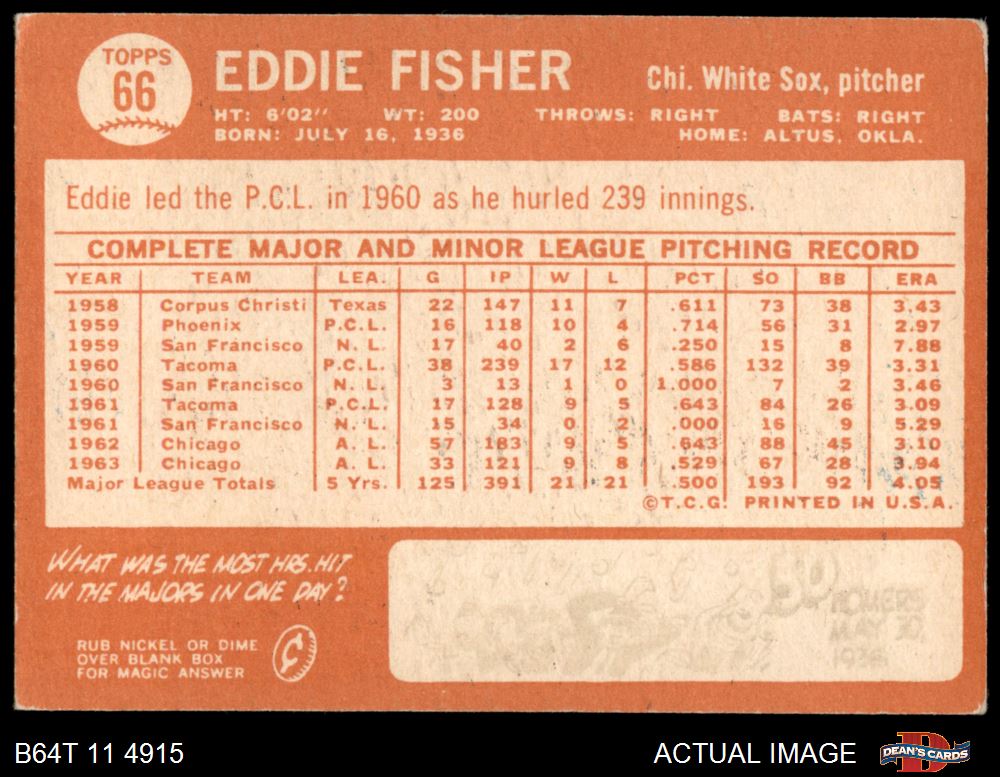 TOPPS
66
EDDIE FISHER
Chi. White Sox, pitcher
HT: 6'02" WT: 200 THROWS: RIGHT BATS: RIGHT
BORN: JULY 16, 1936 HOME: ALTUS, OKLA.
Eddie led the P.C.L. in 1960 as he hurled 239 innings.
COMPLETE MAJOR AND MINOR LEAGUE PITCHING RECORD
YEAR TEAM LEA. G IP W L PCT SO BB ERA
1958 Corpus Christi Texas 22 147 11 7 .611 73 38 3.43
1959 Phoenix P.C.L. 16 118 10 4 .714 56 31 2.97
1959 San Francisco N. L. 17 40 2 6 .250 15 8 7.88
1960 Tacoma P.C.L. 38 239 17 12 .586 132 39 3.31
1960 San Francisco N. L. 3 13 1 0 1.000 7 2 3.46
1961 Tacoma P.C.L. 17 128 9 5 .643 84 26 3.09
1961 San Francisco N. L. 15 34 0 2 .000 16 9 5.29
1962 Chicago A. L. 57 183 9 5 .643 88 45 3.10
1963 Chicago A. L. 33 121 9 8 .529 67 28 3.94
Major League Totals 5 Yrs. 125 391 21 21 .500 193 92 4.05
©T.C.G. PRINTED IN U.S.A.
WHAT WAS THE MOST HRS. HIT
IN THE MAJORS IN ONE DAY?
RUB NICKEL OR DIME
OVER BLANK BOX
FOR MAGIC ANSWER
¢
50
HOMERS
MAY 30
1936
B64T 11 4915
ACTUAL IMAGE
DEAN'S CARDS